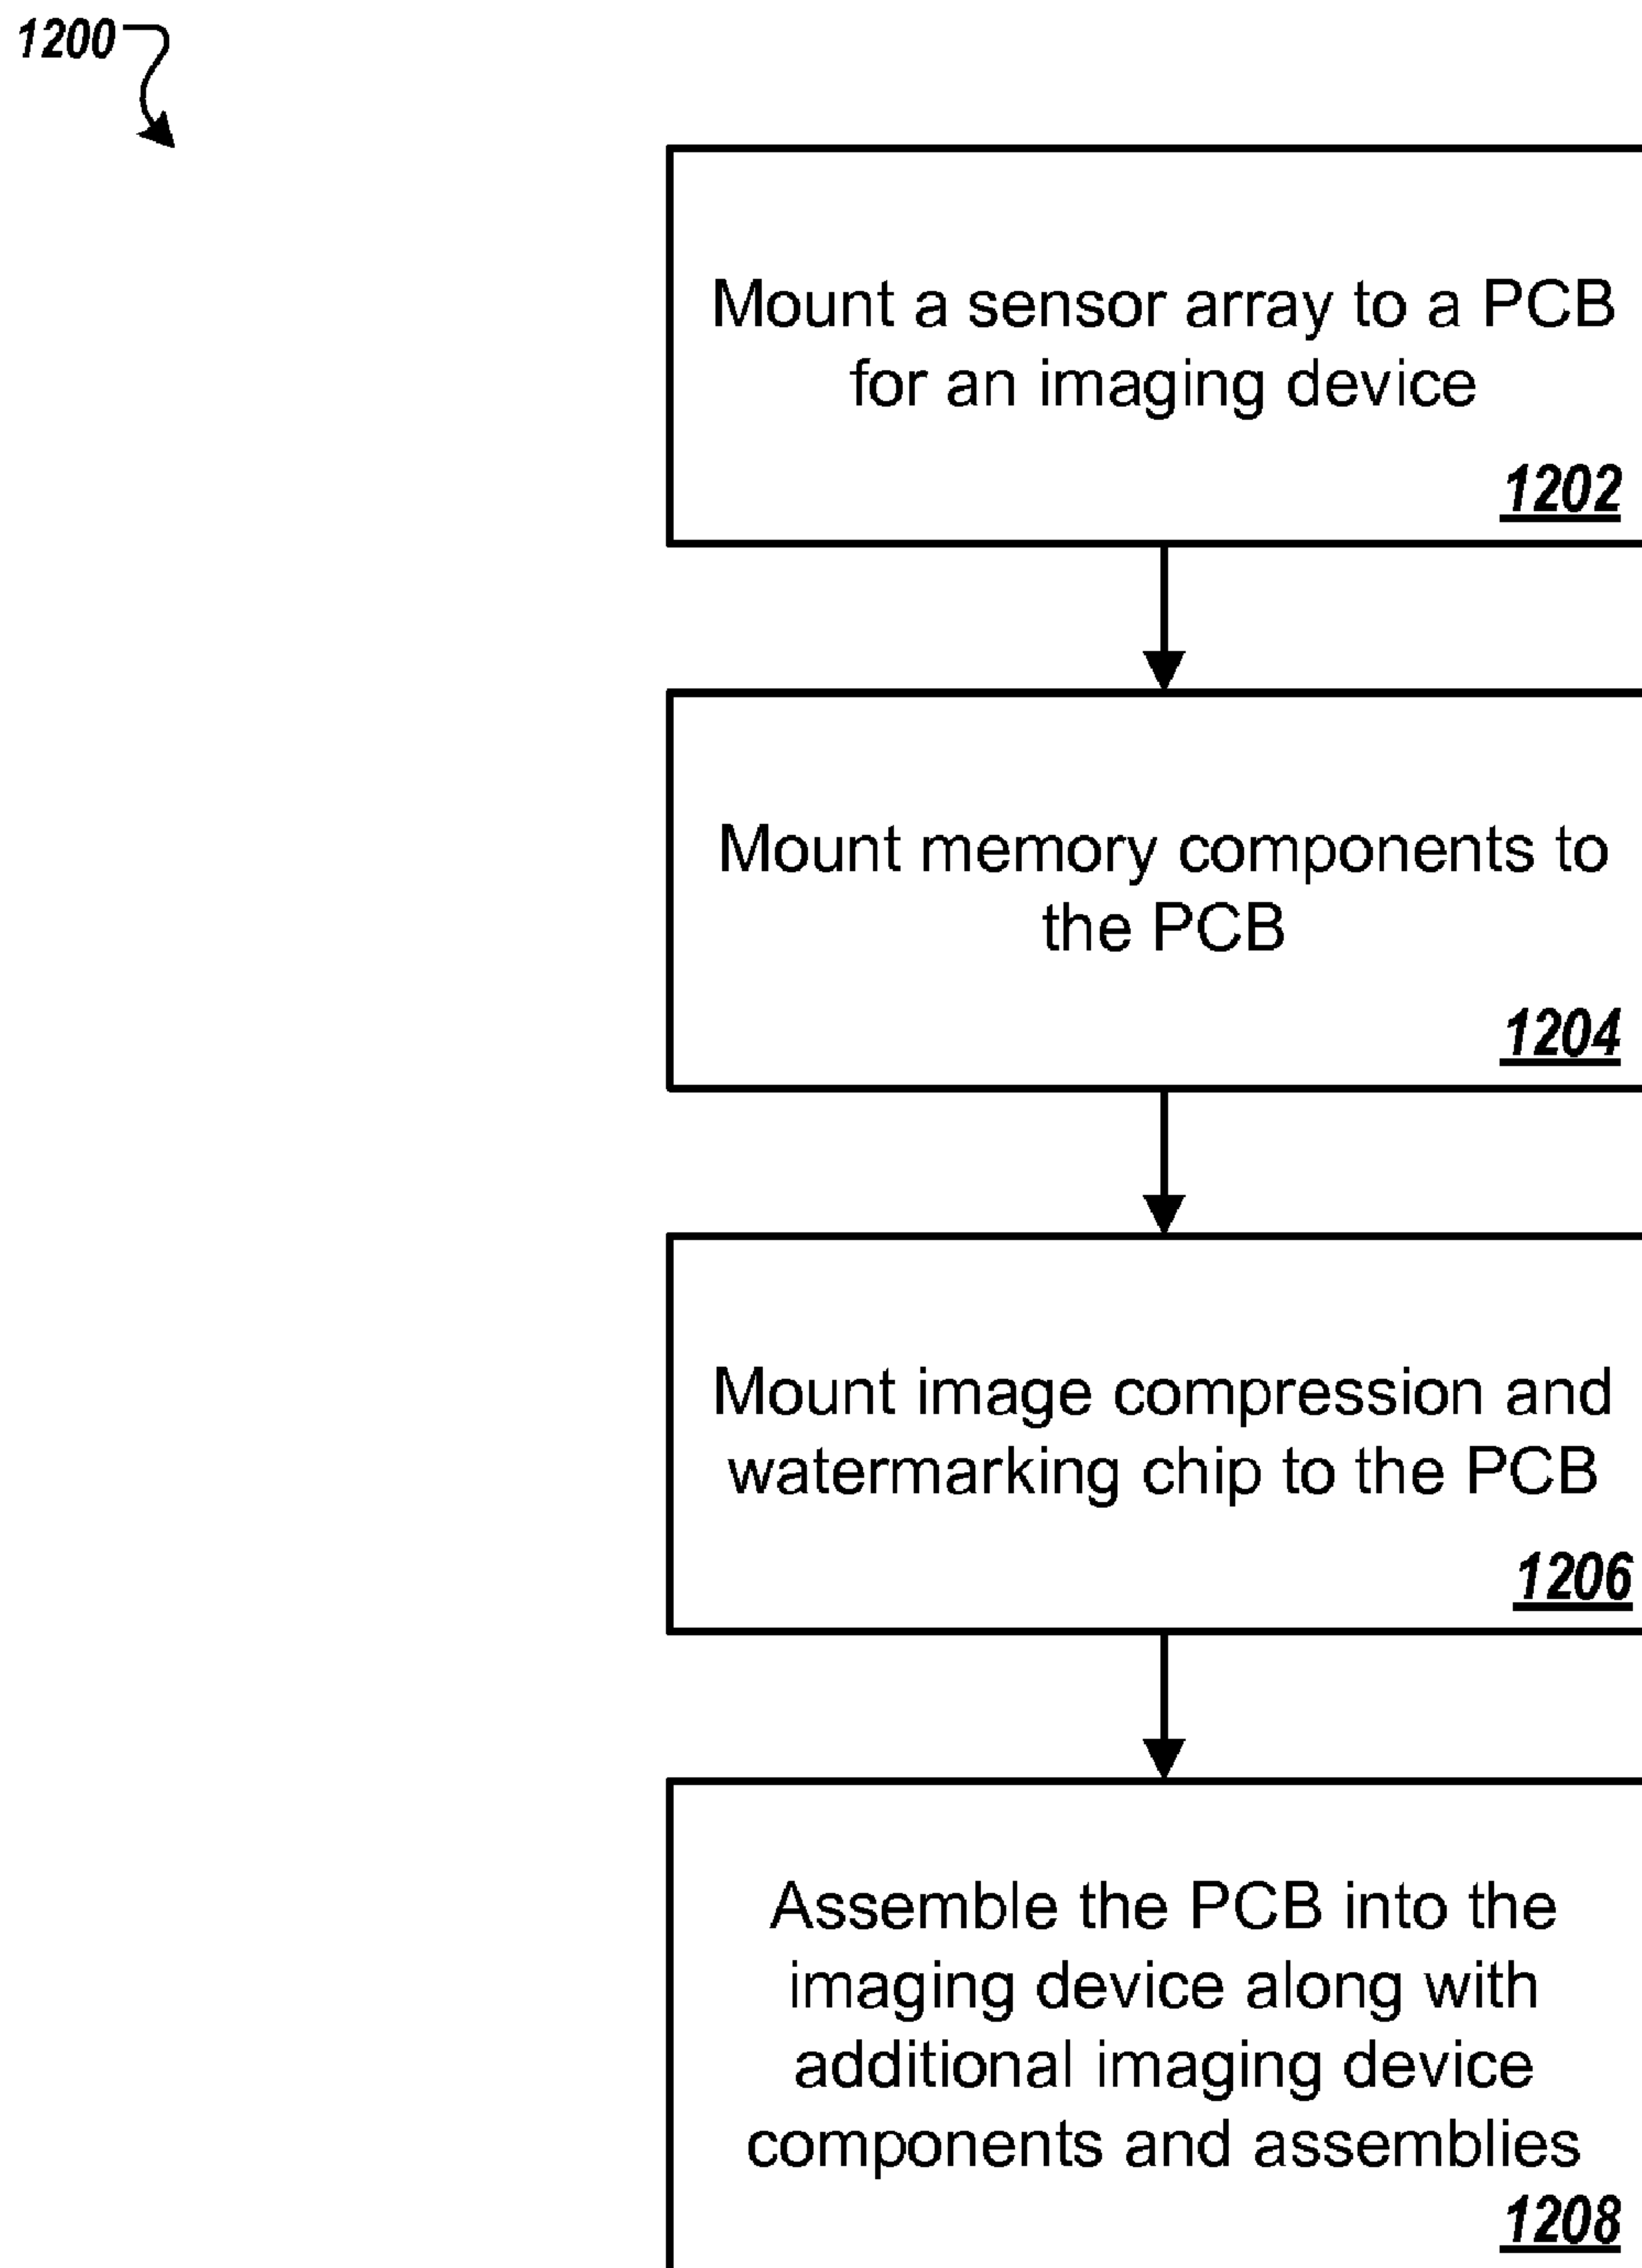 1200
Mount a sensor array to a PCB
for an imaging device
1202
Mount memory components to
the PCB
1204
Mount image compression and
watermarking chip to the PCB
1206
Assemble the PCB into the
imaging device along with
additional imaging device
components and assemblies
1208